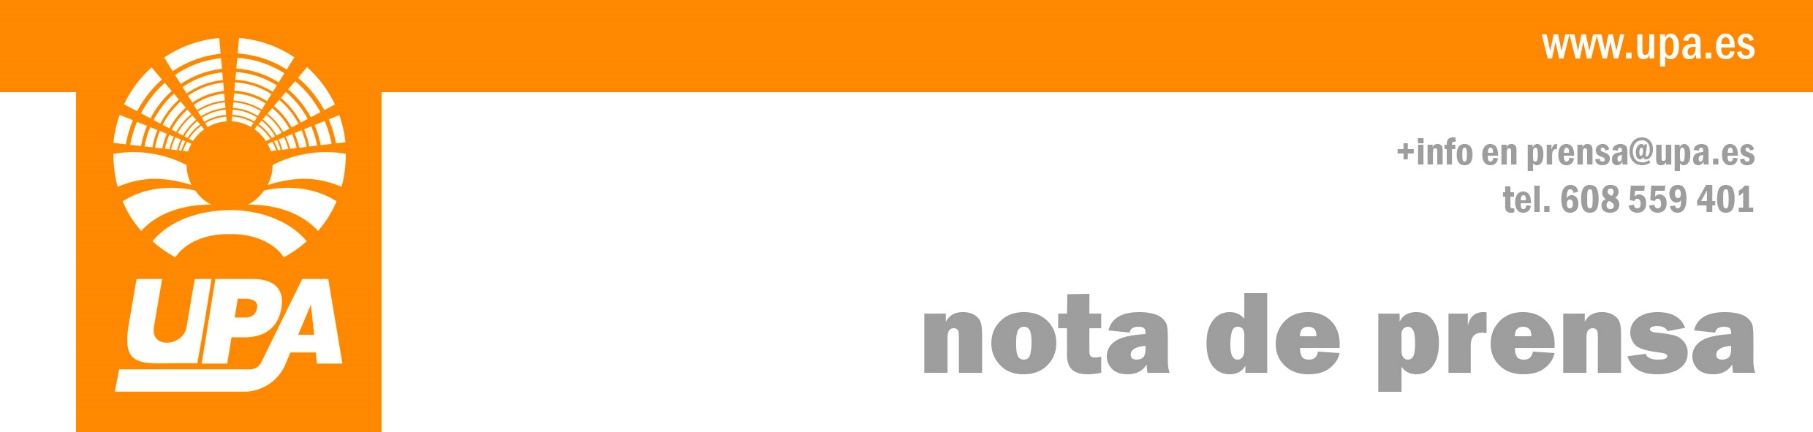 www.upa.es
+info en prensa@upa.es
tel. 608 559 401
UPA
nota de prensa